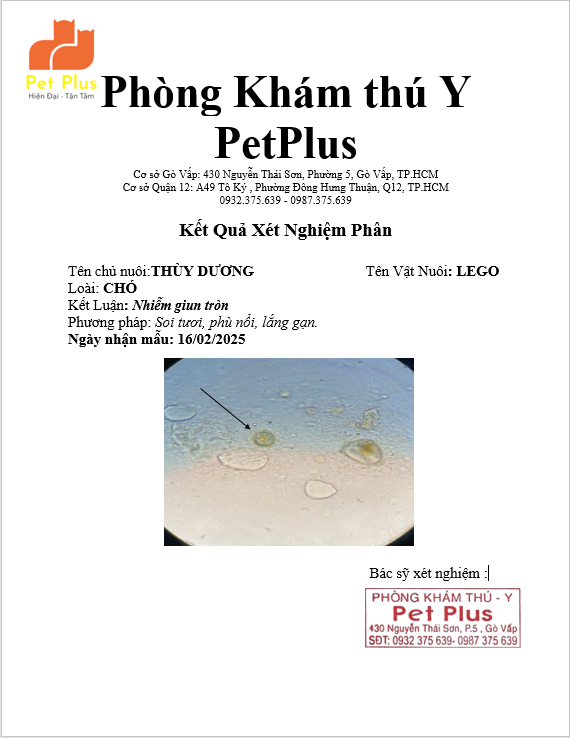 Pet Plus
Hiện Đại - Tận Tâm
Phòng Khám thú Y
PetPlus
Cơ sở Gò Vấp: 430 Nguyễn Thái Sơn, Phường 5, Gò Vấp, TP.HCM
Cơ sở Quận 12: A49 Tô Ký , Phường Đông Hưng Thuận, Q12, TP.HCM
0932.375.639 - 0987.375.639
Kết Quả Xét Nghiệm Phân
Tên chủ nuôi:THÙY DƯƠNG Tên Vật Nuôi: LEGO
Loài: CHÓ
Kết Luận: Nhiễm giun tròn
Phương pháp: Soi tươi, phù nổi, lắng gạn.
Ngày nhận mẫu: 16/02/2025
Bác sỹ xét nghiệm :
PHÒNG KHÁM THÚ - Y
Pet Plus
430 Nguyễn Thái Sơn, P.5 , Gò Vấp
SĐT: 0932 375 639- 0987 375 639